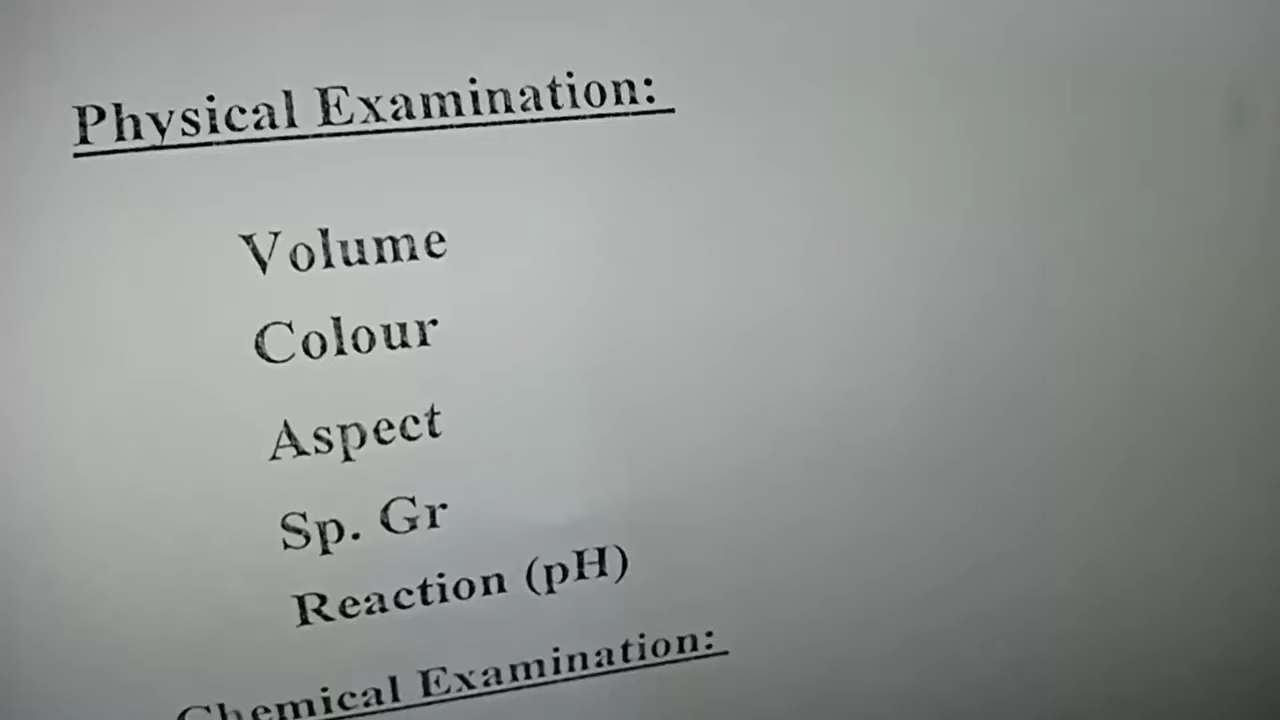 Physical Examination:
Volume
Colour
Aspect
Sp. Gr
Reaction (pH)
Chemical Examination: